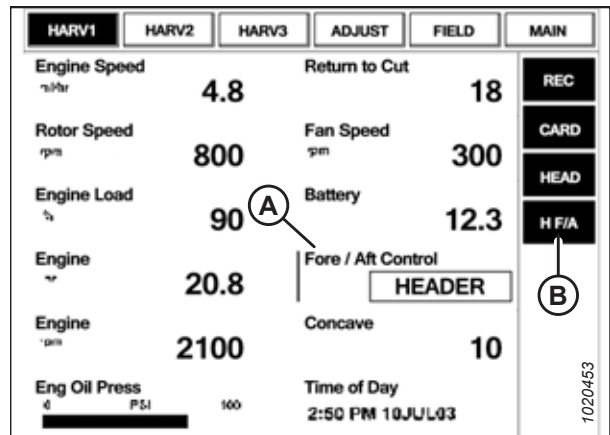 HARV1 HARV2 HARV3 ADJUST FIELD MAIN
Engine Speed Return to Cut REC
4.8 18
Rotor Speed Fan Speed CARD
rpm rpm
800 300
HEAD
Engine Load Battery
90 A 12.3 H F/A
Engine Fore / Aft Control
20.8 HEADER B
Engine Concave
rpm
2100 10
Eng Oil Press Time of Day
0 PSI 100 2:50 PM 10JUL03
1020453